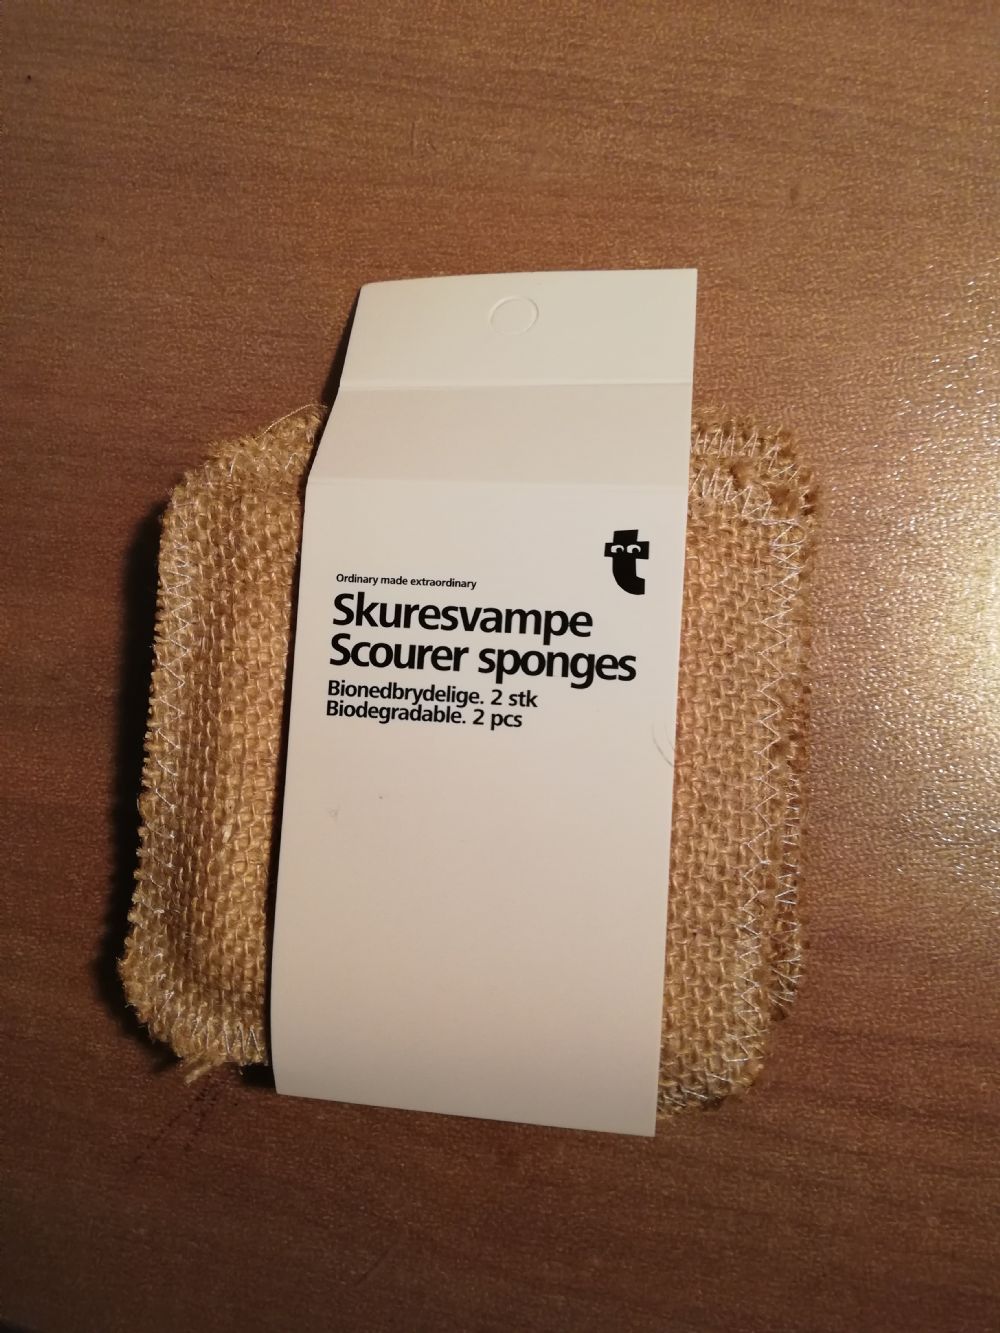 Ordinary made extraordinary
Skuresvampe
Scourer sponges
Bionedbrydelige. 2 stk
Biodegradable. 2 pcs